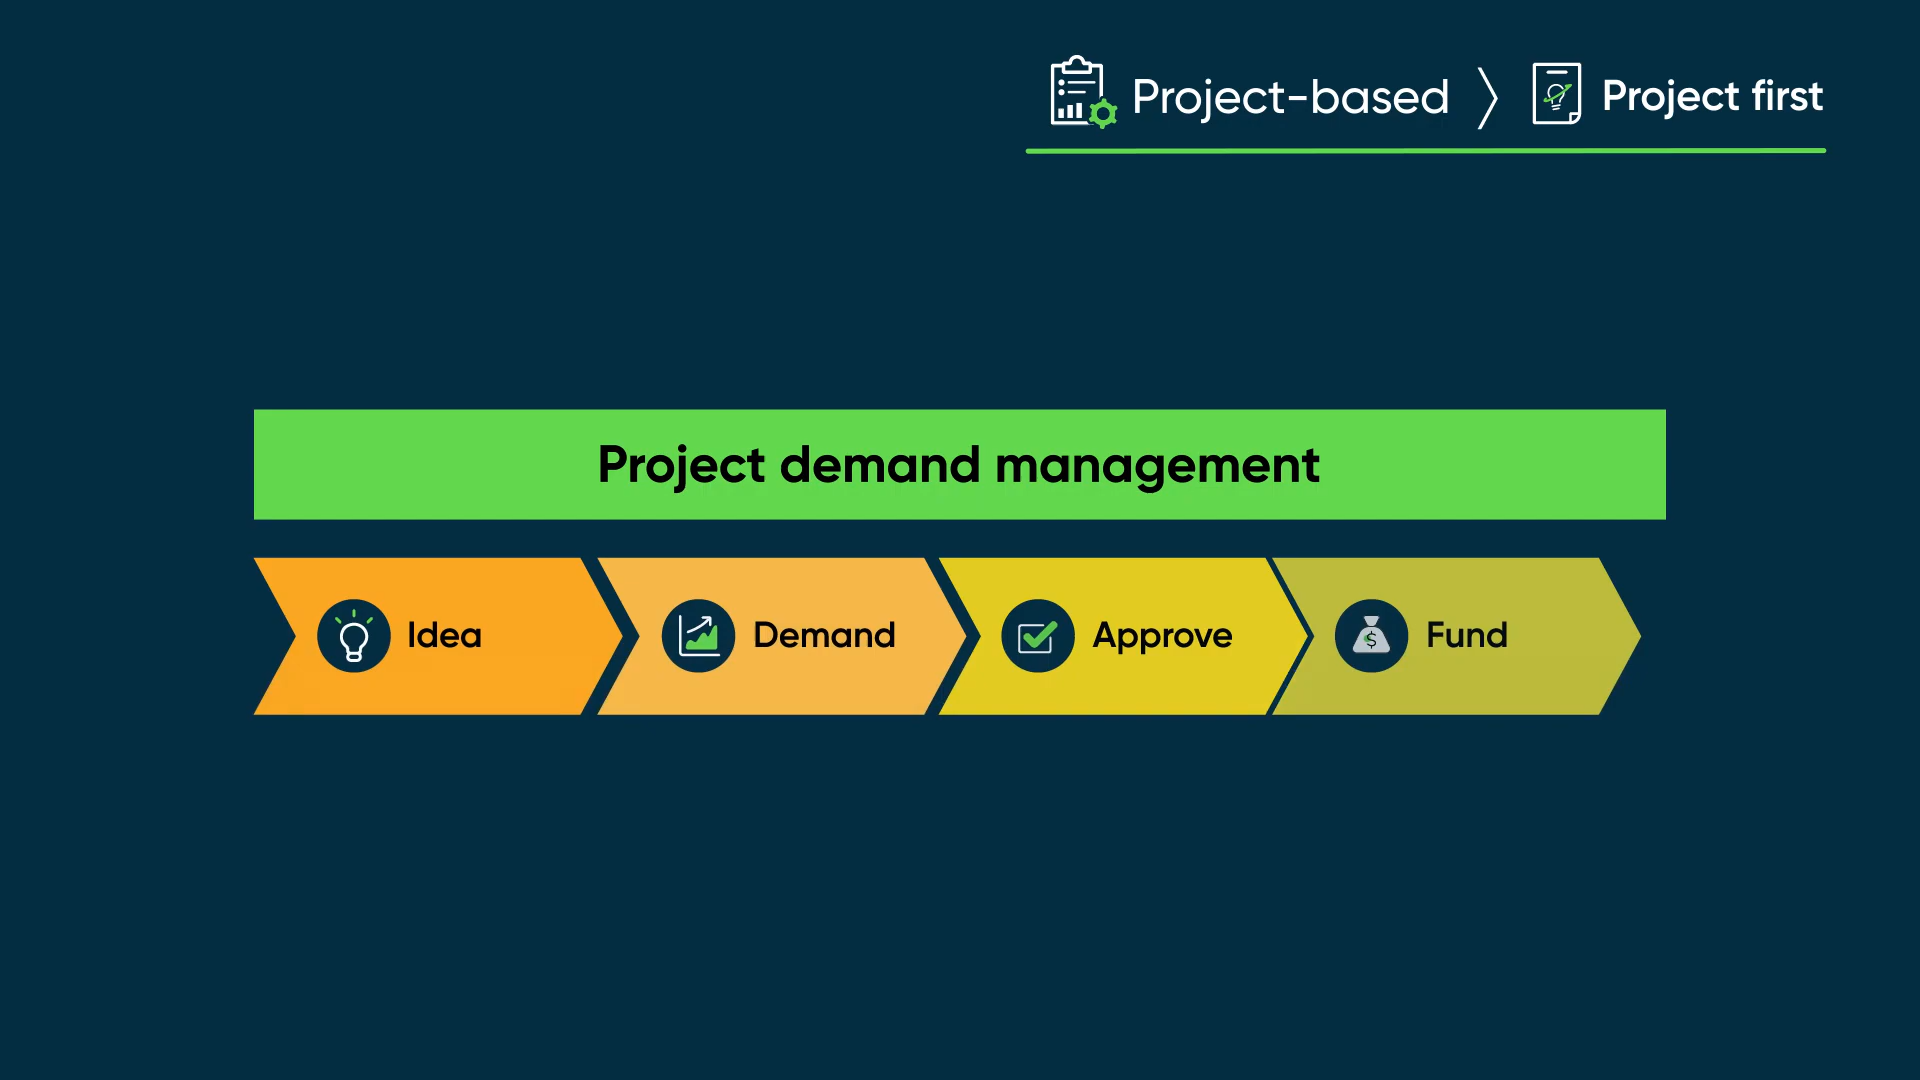 Project-based
Project first
Project demand management
Idea
Demand
Approve
$
Fund